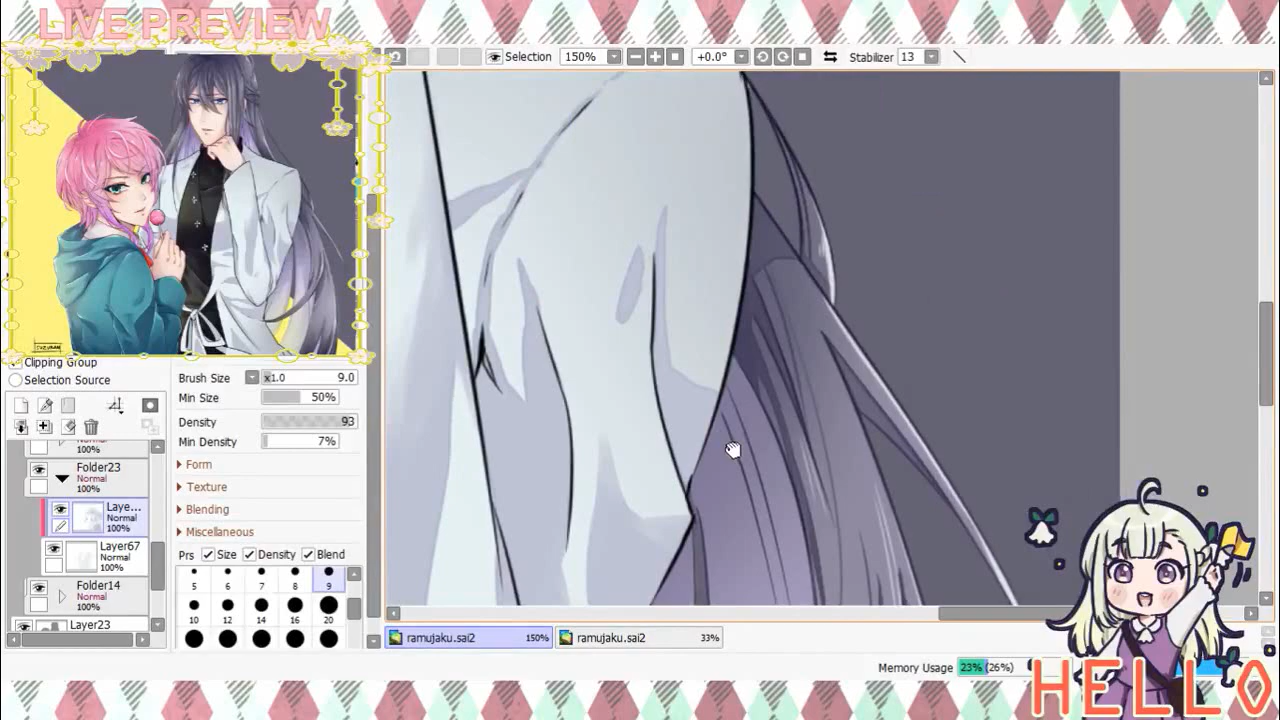 LIVE PREVIEW
Selection 150% +0.0° Stabilizer 13
Clipping Group
Selection Source
Brush Size x1.0 9.0
Min Size 50%
Density 93
Min Density 7%
Form
Texture
Blending
Miscellaneous
Prs Size Density Blend
5 6 7 8 9
10 12 14 16 20
Normal
100%
Folder23
Normal
100%
Laye...
Normal
100%
Layer67
Normal
100%
Folder14
Normal
100%
Layer23
ramujaku.sai2 150%
ramujaku.sai2 33%
Memory Usage 23% (26%)
HELLO